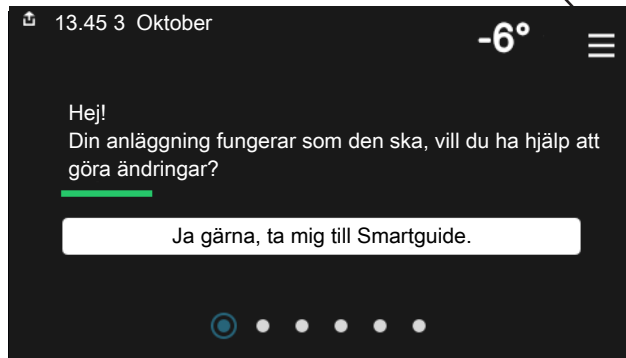 13.45 3 Oktober
-6°
Hej!
Din anläggning fungerar som den ska, vill du ha hjälp att
göra ändringar?
Ja gärna, ta mig till Smartguide.